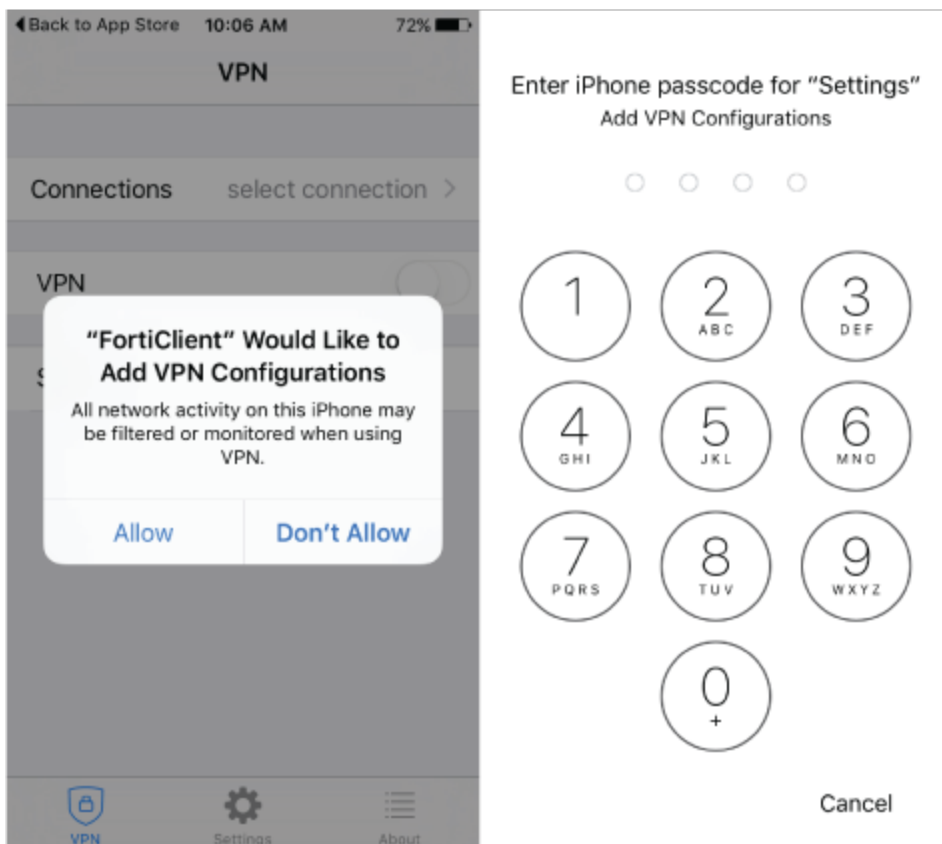 Back to App Store 10:06 AM 72%
VPN
Connections select connection >
VPN
"FortiClient" Would Like to
Add VPN Configurations
All network activity on this iPhone may
be filtered or monitored when using
VPN.
Allow Don't Allow
VPN Settings About
Enter iPhone passcode for "Settings"
Add VPN Configurations
1 2 3
ABC DEF
4 5 6
GHI JKL MNO
7 8 9
PQRS TUV WXYZ
0
+
Cancel